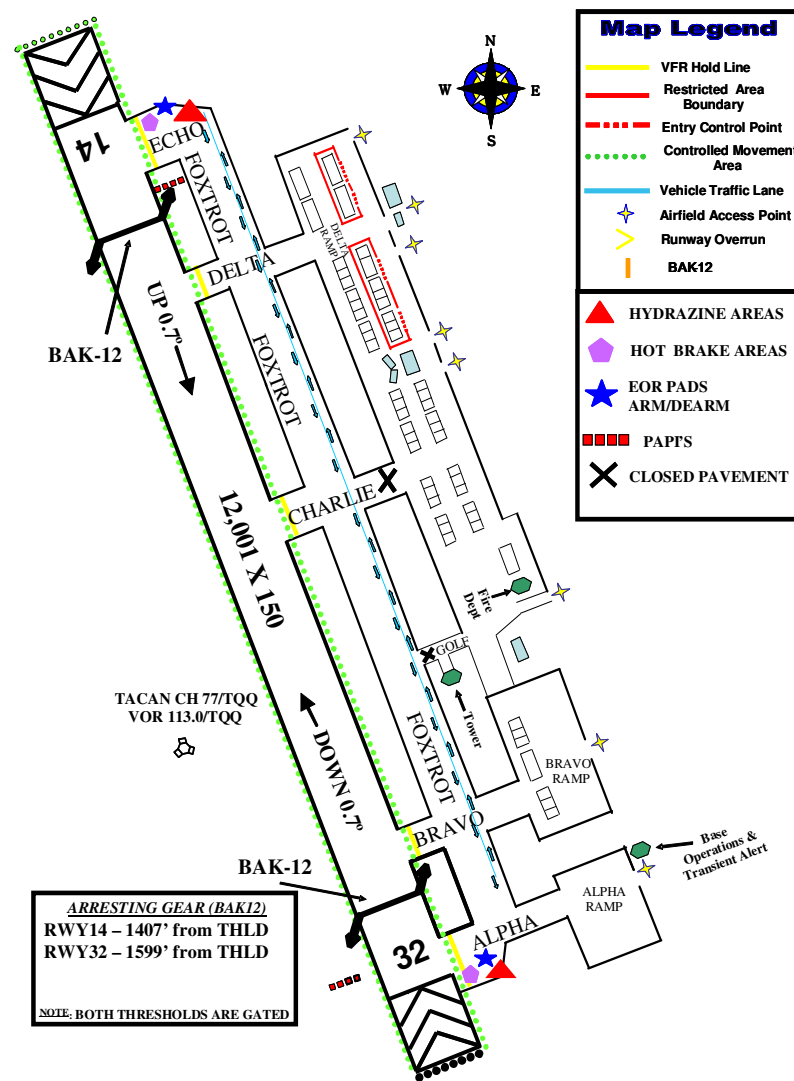 Map Legend
VFR Hold Line
Restricted Area
Boundary
Entry Control Point
Controlled Movement
Area
Vehicle Traffic Lane
Airfield Access Point
Runway Overrun
BAK-12
HYDRAZINE AREAS
HOT BRAKE AREAS
EOR PADS
ARM/DEARM
PAPI'S
CLOSED PAVEMENT
N
W
E
S
14
ECHO
FOXTROT
DELTA
RAMP
DELTA
UP 0.7º
BAK-12
FOXTROT
CHARLIE
12,001 X 150
Fire
Dept
GOLF
TACAN CH 77/TQQ
VOR 113.0/TQQ
Tower
FOXTROT
DOWN 0.7º
BRAVO
RAMP
BRAVO
Base
Operations &
Transient Alert
BAK-12
ALPHA
RAMP
ALPHA
32
ARRESTING GEAR (BAK12)
RWY14 – 1407' from THLD
RWY32 – 1599' from THLD
NOTE: BOTH THRESHOLDS ARE GATED